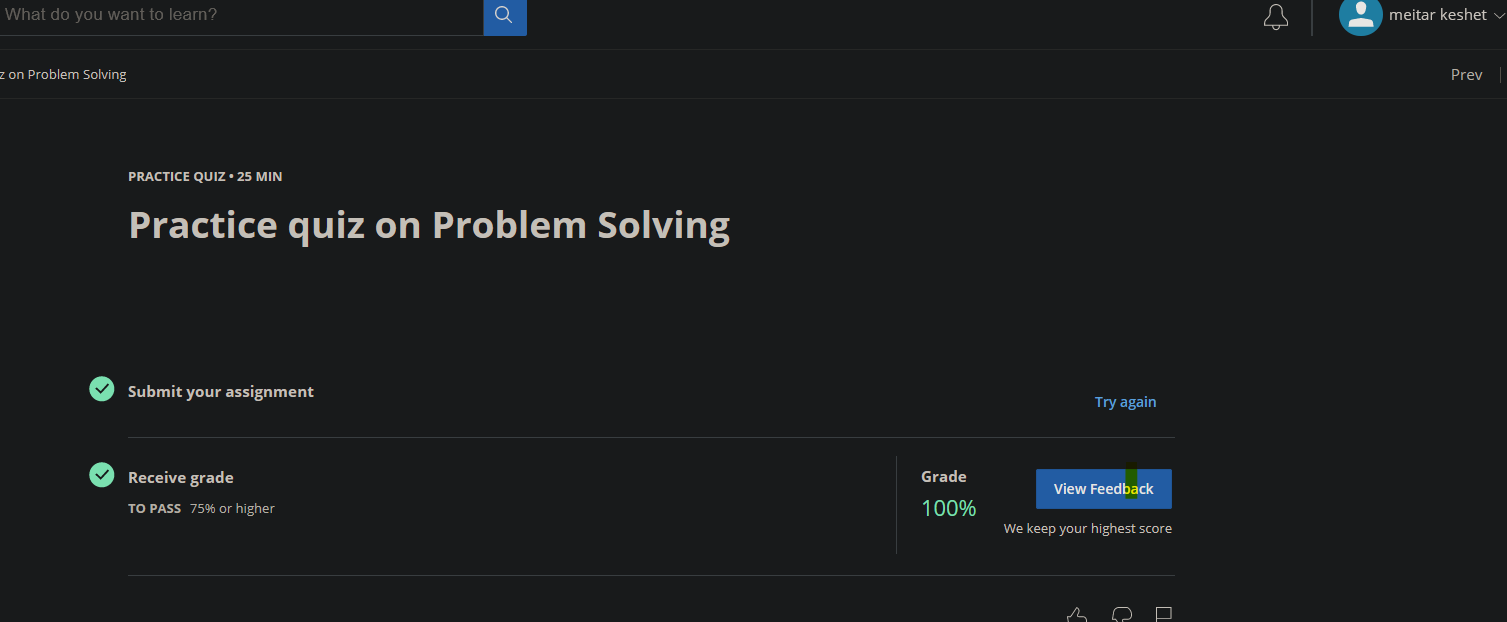 What do you want to learn?
meitar keshet
z on Problem Solving
Prev
PRACTICE QUIZ • 25 MIN
Practice quiz on Problem Solving
Submit your assignment
Try again
Receive grade
TO PASS 75% or higher
Grade
100%
View Feedback
We keep your highest score